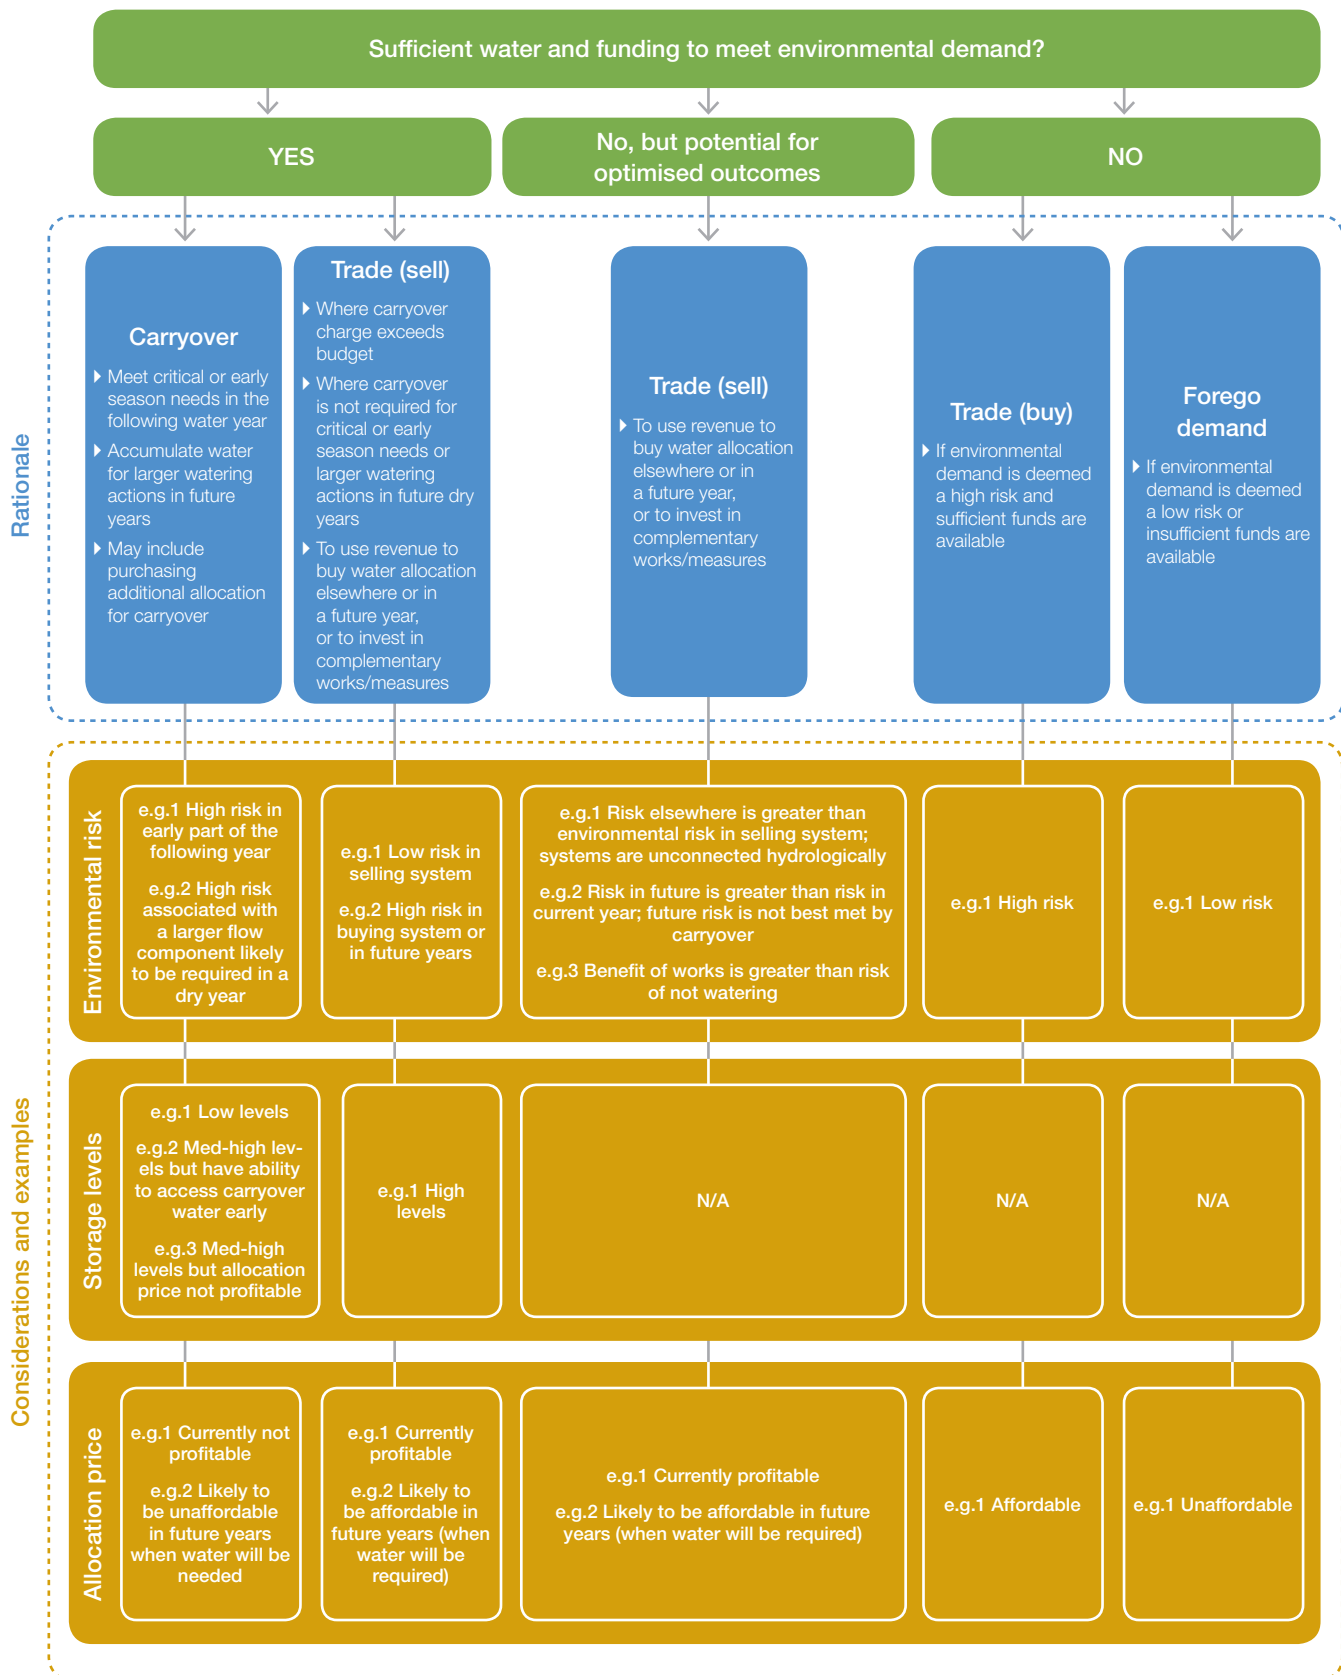 Sufficient water and funding to meet environmental demand?
YES
No, but potential for
optimised outcomes
NO
Rationale
Carryover
Meet critical or early
season needs in the
following water year
Accumulate water
for larger watering
actions in future
years
May include
purchasing
additional allocation
for carryover
Trade (sell)
Where carryover
charge exceeds
budget
Where carryover
is not required for
critical or early
season needs or
larger watering
actions in future dry
years
To use revenue to
buy water allocation
elsewhere or in
a future year,
or to invest in
complementary
works/measures
Trade (sell)
To use revenue to
buy water allocation
elsewhere or in
a future year,
or to invest in
complementary
works/measures
Trade (buy)
If environmental
demand is deemed
a high risk and
sufficient funds are
available
Forego
demand
If environmental
demand is deemed
a low risk or
insufficient funds are
available
Considerations and examples
Environmental risk
e.g.1 High risk in
early part of the
following year
e.g.2 High risk
associated with
a larger flow
component likely
to be required in a
dry year
e.g.1 Low risk in
selling system
e.g.2 High risk in
buying system or
in future years
e.g.1 Risk elsewhere is greater than
environmental risk in selling system;
systems are unconnected hydrologically
e.g.2 Risk in future is greater than risk in
current year; future risk is not best met by
carryover
e.g.3 Benefit of works is greater than risk
of not watering
e.g.1 High risk
e.g.1 Low risk
Storage levels
e.g.1 Low levels
e.g.2 Med-high lev-
els but have ability
to access carryover
water early
e.g.3 Med-high
levels but allocation
price not profitable
e.g.1 High
levels
N/A
N/A
N/A
Allocation price
e.g.1 Currently not
profitable
e.g.2 Likely to
be unaffordable
in future years
when water will be
needed
e.g.1 Currently
profitable
e.g.2 Likely to
be affordable in
future years (when
water will be
required)
e.g.1 Currently profitable
e.g.2 Likely to be affordable in future
years (when water will be required)
e.g.1 Affordable
e.g.1 Unaffordable